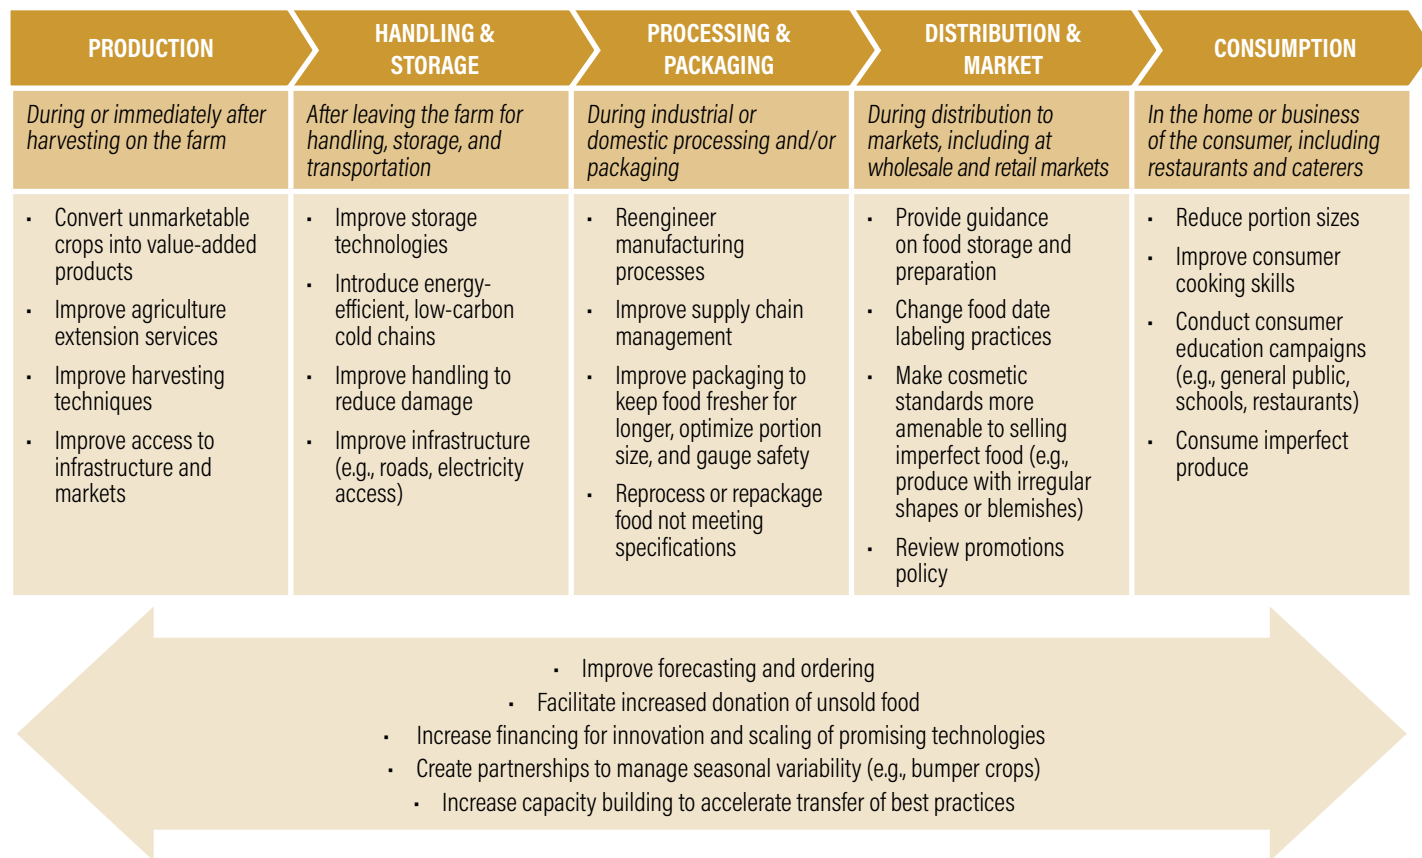 PRODUCTION
HANDLING &
STORAGE
PROCESSING &
PACKAGING
DISTRIBUTION &
MARKET
CONSUMPTION
During or immediately after
harvesting on the farm
After leaving the farm for
handling, storage, and
transportation
During industrial or
domestic processing and/or
packaging
During distribution to
markets, including at
wholesale and retail markets
In the home or business
of the consumer, including
restaurants and caterers
▪ Convert unmarketable
crops into value-added
products
▪ Improve agriculture
extension services
▪ Improve harvesting
techniques
▪ Improve access to
infrastructure and
markets
▪ Improve storage
technologies
▪ Introduce energy-
efficient, low-carbon
cold chains
▪ Improve handling to
reduce damage
▪ Improve infrastructure
(e.g., roads, electricity
access)
▪ Reengineer
manufacturing
processes
▪ Improve supply chain
management
▪ Improve packaging to
keep food fresher for
longer, optimize portion
size, and gauge safety
▪ Reprocess or repackage
food not meeting
specifications
▪ Provide guidance
on food storage and
preparation
▪ Change food date
labeling practices
▪ Make cosmetic
standards more
amenable to selling
imperfect food (e.g.,
produce with irregular
shapes or blemishes)
▪ Review promotions
policy
▪ Reduce portion sizes
▪ Improve consumer
cooking skills
▪ Conduct consumer
education campaigns
(e.g., general public,
schools, restaurants)
▪ Consume imperfect
produce
▪ Improve forecasting and ordering
▪ Facilitate increased donation of unsold food
▪ Increase financing for innovation and scaling of promising technologies
▪ Create partnerships to manage seasonal variability (e.g., bumper crops)
▪ Increase capacity building to accelerate transfer of best practices